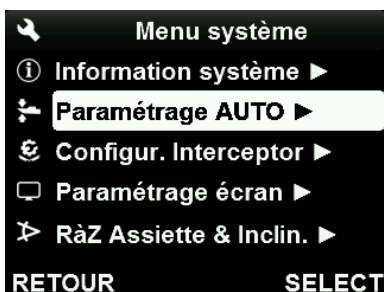 Menu système
Information système ►
Paramétrage AUTO ►
Configur. Interceptor ►
Paramétrage écran ►
RàZ Assiette & Inclin. ►
RETOUR SELECT